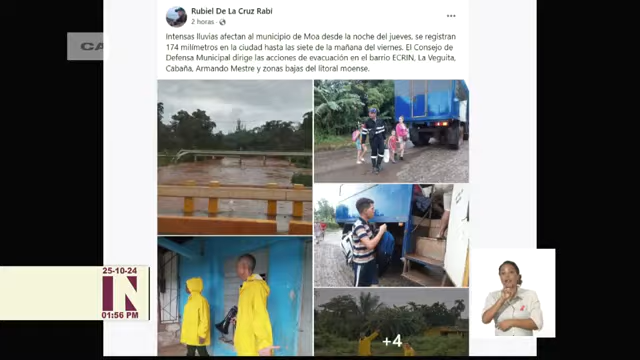 Rubiel De La Cruz Rabí
2 horas ·
Intensas lluvias afectan al municipio de Moa desde la noche del jueves, se registran
174 milímetros en la ciudad hasta las siete de la mañana del viernes. El Consejo de
Defensa Municipal dirige las acciones de evacuación en el barrio ECRIN, La Veguita,
Cabaña, Armando Mestre y zonas bajas del litoral moense.
CA
+4
25-10-24
IN
01:56 PM